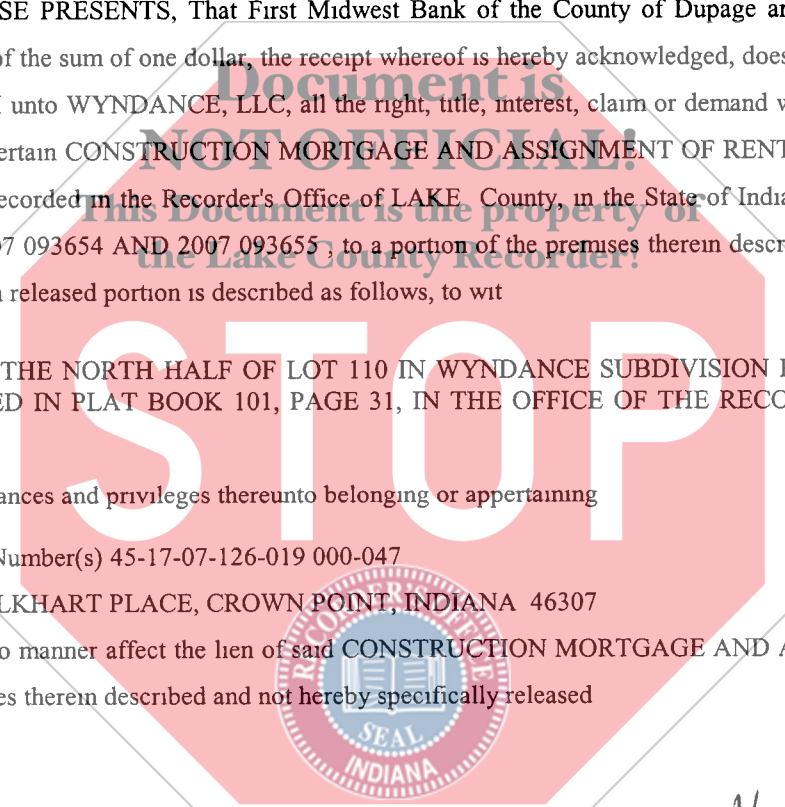 SE PRESENTS, That First Midwest Bank of the County of Dupage an
of the sum of one dollar, the receipt whereof is hereby acknowledged, does
Document is
unto WYNDANCE, LLC, all the right, title, interest, claim or demand w
NOT OFFICIAL!
ertain CONSTRUCTION MORTGAGE AND ASSIGNMENT OF RENT
ecorded in the Recorder's Office of LAKE County, in the State of India
This Document is the property of
07 093654 AND 2007 093655 , to a portion of the premises therein descr
the Lake County Recorder!
released portion is described as follows, to wit
STOP
THE NORTH HALF OF LOT 110 IN WYNDANCE SUBDIVISION
ED IN PLAT BOOK 101, PAGE 31, IN THE OFFICE OF THE RECO
ances and privileges thereunto belonging or appertaining
Number(s) 45-17-07-126-019 000-047
LKHART PLACE, CROWN POINT, INDIANA 46307
o manner affect the lien of said CONSTRUCTION MORTGAGE AND A
es therein described and not hereby specifically released
RECORDER'S OFFICE
SEAL
INDIANA